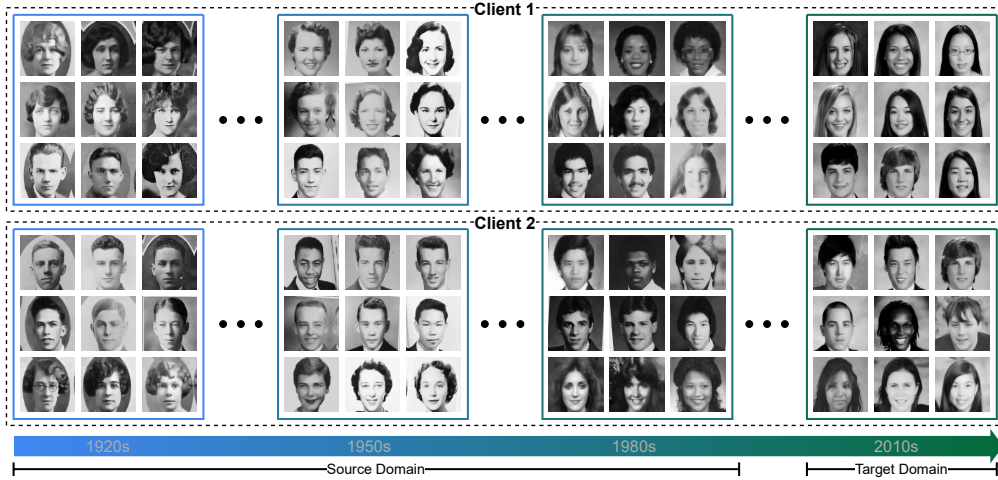 Client 1
Client 2
1920s
1950s
1980s
2010s
Source Domain
Target Domain